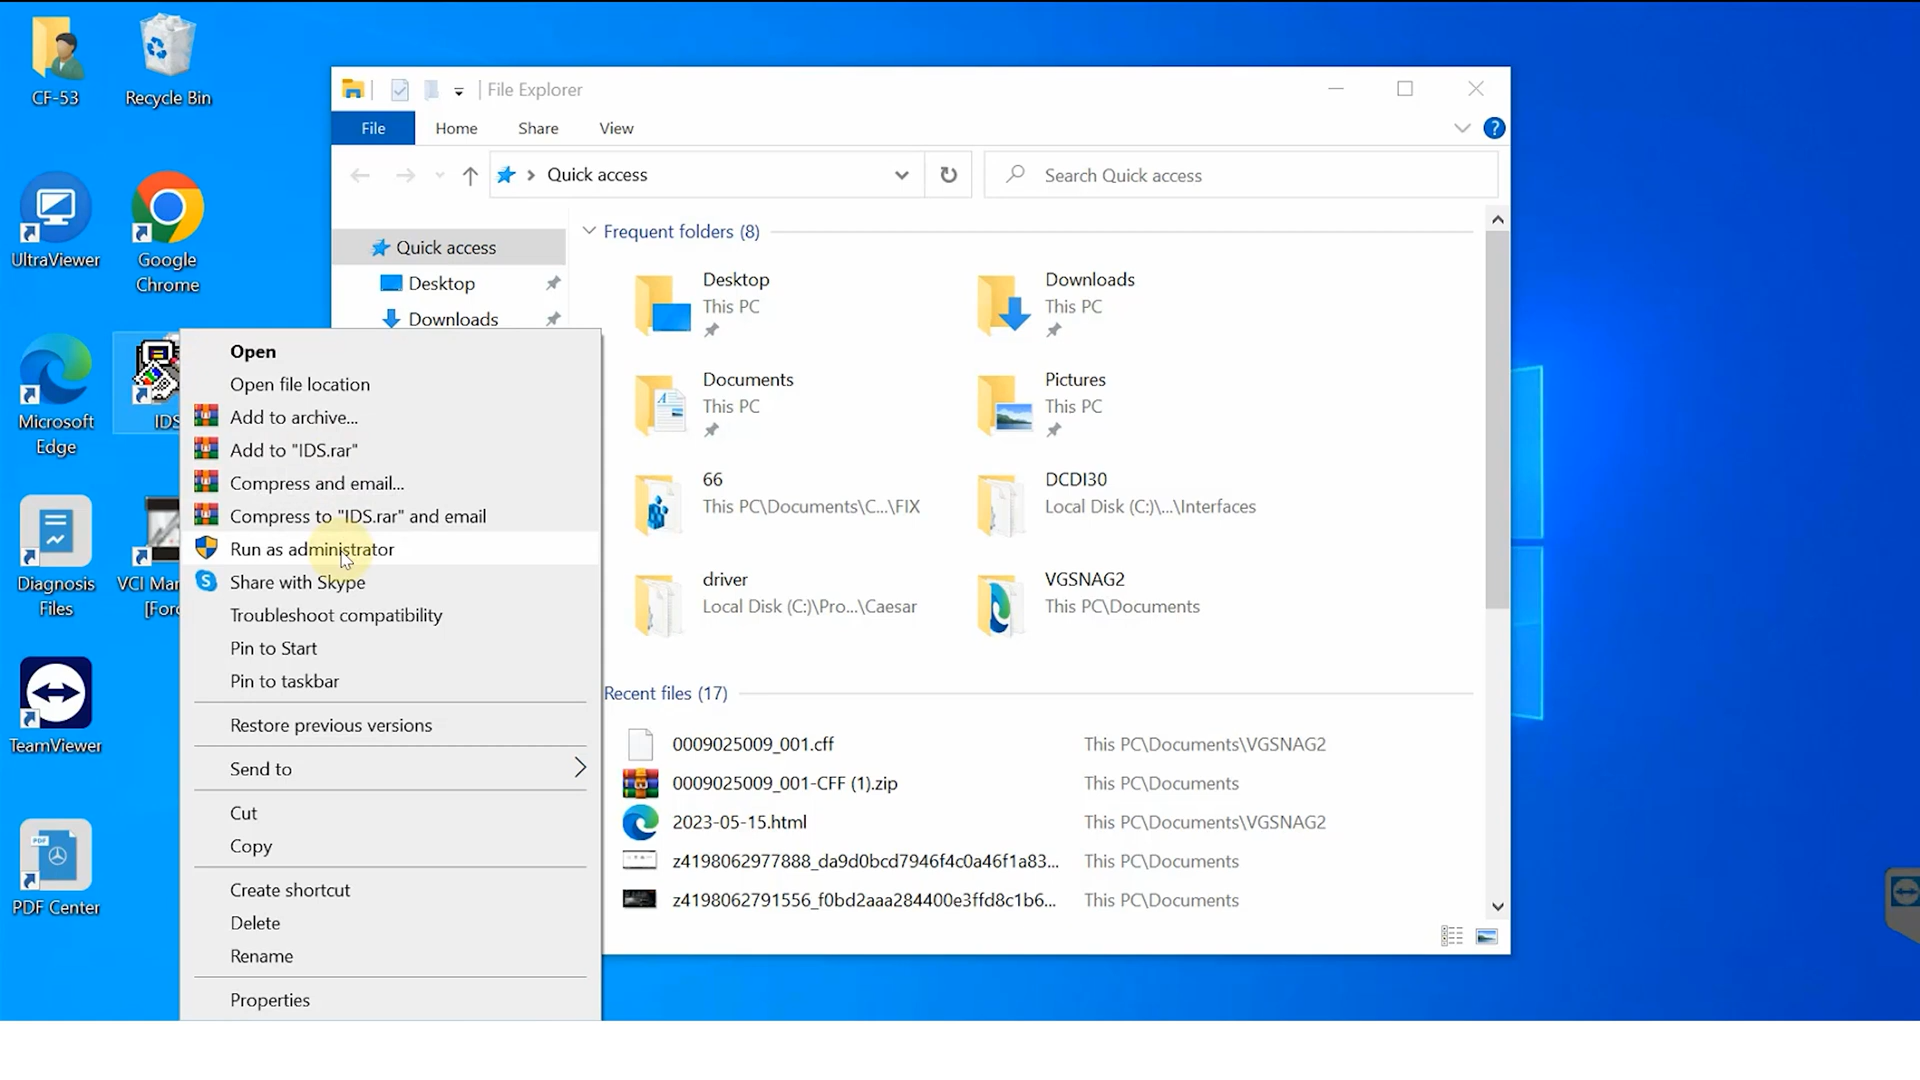 CF-53
Recycle Bin
UltraViewer
Google
Chrome
Microsoft
Edge
IDS
Diagnosis
Files
VCI Man
[Ford
TeamViewer
PDF
PDF Center
File Explorer
File
Home
Share
View
Quick access
Search Quick access
Quick access
Desktop
Downloads
Frequent folders (8)
Desktop
This PC
Downloads
This PC
Documents
This PC
Pictures
This PC
66
This PC\Documents\C...\FIX
DCDI30
Local Disk (C:)\...\Interfaces
driver
Local Disk (C:)\Pro...\Caesar
VGSNAG2
This PC\Documents
Recent files (17)
0009025009_001.cff
This PC\Documents\VGSNAG2
0009025009_001-CFF (1).zip
This PC\Documents
2023-05-15.html
This PC\Documents\VGSNAG2
z4198062977888_da9d0bcd7946f4c0a46f1a83...
This PC\Documents
z4198062791556_f0bd2aaa284400e3ffd8c1b6...
This PC\Documents
Open
Open file location
Add to archive...
Add to "IDS.rar"
Compress and email...
Compress to "IDS.rar" and email
Run as administrator
Share with Skype
Troubleshoot compatibility
Pin to Start
Pin to taskbar
Restore previous versions
Send to
Cut
Copy
Create shortcut
Delete
Rename
Properties